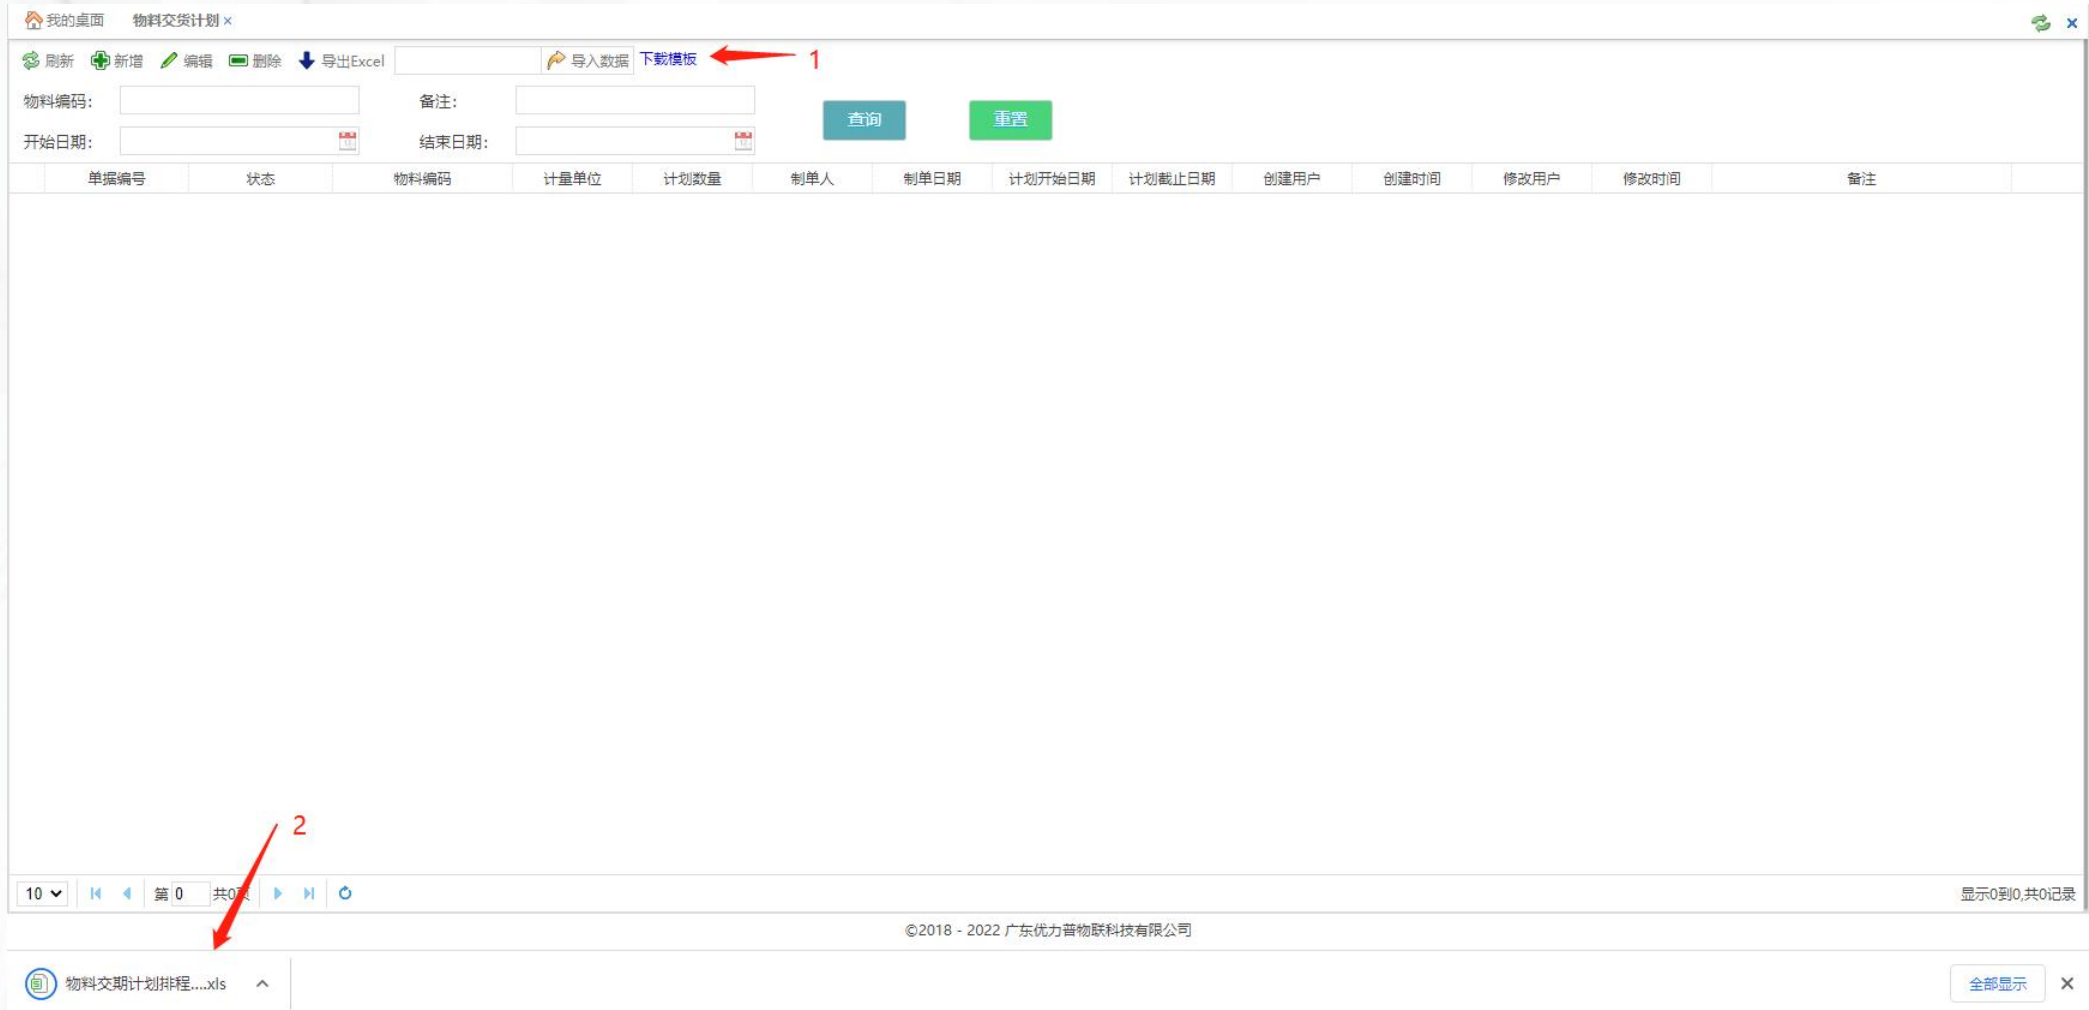 我的桌面 物料交货计划 ×
刷新 新增 编辑 删除 导出Excel 导入数据 下载模板 1
物料编码： 备注： 查询 重置
开始日期： 结束日期：
单据编号 状态 物料编码 计量单位 计划数量 制单人 制单日期 计划开始日期 计划截止日期 创建用户 创建时间 修改用户 修改时间 备注
2
10 第 0 共0页 显示0到0,共0记录
©2018 - 2022 广东优力普物联科技有限公司
物料交期计划排程....xls 全部显示